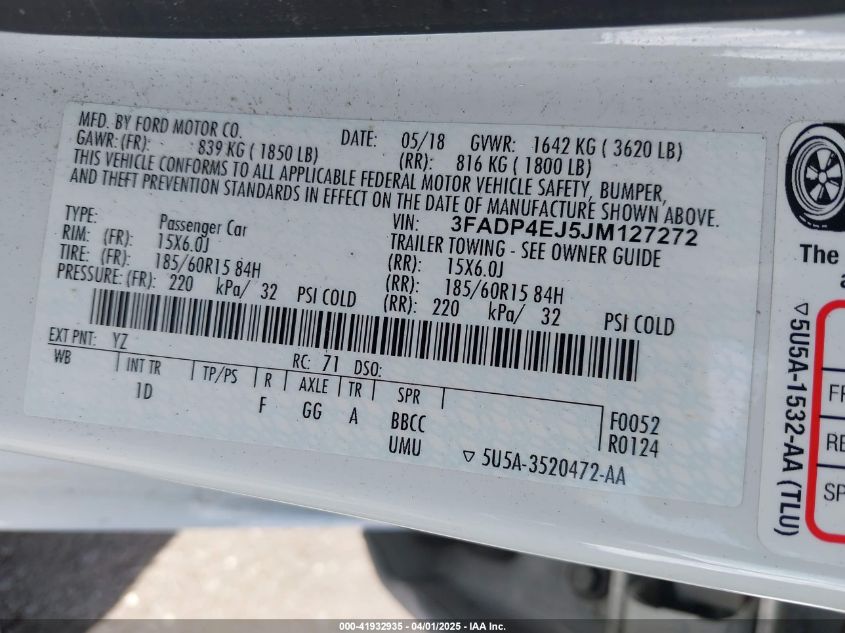 MFD. BY FORD MOTOR CO.
DATE: 05/18 GVWR: 1642 KG ( 3620 LB)
GAWR: (FR): 839 KG ( 1850 LB) (RR): 816 KG ( 1800 LB)
THIS VEHICLE CONFORMS TO ALL APPLICABLE FEDERAL MOTOR VEHICLE SAFETY, BUMPER,
AND THEFT PREVENTION STANDARDS IN EFFECT ON THE DATE OF MANUFACTURE SHOWN ABOVE.
VIN: 3FADP4EJ5JM127272
TYPE: Passenger Car TRAILER TOWING - SEE OWNER GUIDE
RIM: (FR): 15X6.0J (RR): 15X6.0J
TIRE: (FR): 185/60R15 84H (RR): 185/60R15 84H
PRESSURE: (FR): 220 kPa/ 32 PSI COLD (RR): 220 kPa/ 32 PSI COLD
EXT PNT: YZ RC: 71 DSO:
WB INT TR TP/PS R AXLE TR SPR
1D F GG A BBCC F0052
UMU R0124
▽ 5U5A-3520472-AA
The
▽5U5A-1532-AA (TLU)
SP
000-41932935 - 04/01/2025 - IAA Inc.